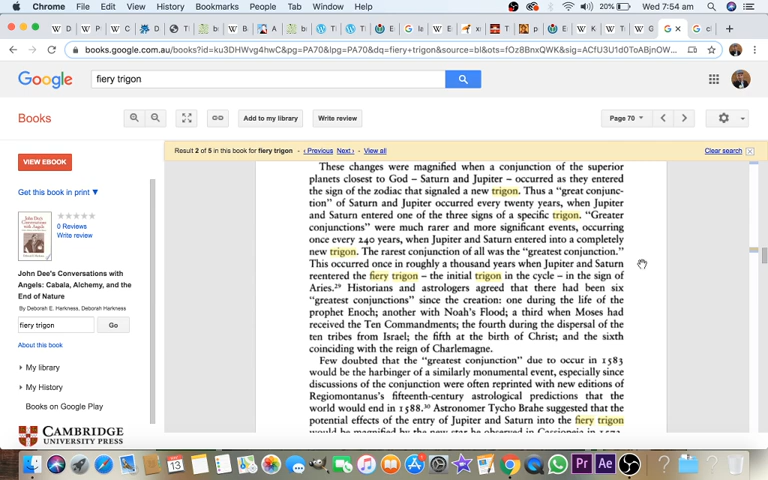 Chrome File Edit View History Bookmarks People Tab Window Help 20% Wed 7:54 am
books.google.com.au/books?id=ku3DHWvg4hwC&pg=PA70&lpg=PA70&dq=fiery+trigon+source=bl&ots=fOz8BnxQWK&sig=ACfU3U1d0ToABjnOW...
Google
fiery trigon
Books
Add to my library
Write review
Page 70
Result 2 of 5 in this book for fiery trigon - ‹ Previous Next › - View all
Clear search
VIEW EBOOK
Get this book in print ▼
0 Reviews
Write review
John Dee's Conversations with
Angels: Cabala, Alchemy, and the
End of Nature
By Deborah E. Harkness, Deborah Harkness
fiery trigon
Go
About this book
My library
My History
Books on Google Play
CAMBRIDGE
UNIVERSITY PRESS
These changes were magnified when a conjunction of the superior
planets closest to God – Saturn and Jupiter – occurred as they entered
the sign of the zodiac that signaled a new trigon. Thus a "great conjunc-
tion" of Saturn and Jupiter occurred every twenty years, when Jupiter
and Saturn entered one of the three signs of a specific trigon. "Greater
conjunctions" were much rarer and more significant events, occurring
once every 240 years, when Jupiter and Saturn entered into a completely
new trigon. The rarest conjunction of all was the "greatest conjunction."
This occurred once in roughly a thousand years when Jupiter and Saturn
reentered the fiery trigon – the initial trigon in the cycle – in the sign of
Aries.29 Historians and astrologers agreed that there had been six
"greatest conjunctions" since the creation: one during the life of the
prophet Enoch; another with Noah's Flood; a third when Moses had
received the Ten Commandments; the fourth during the dispersal of the
ten tribes from Israel; the fifth at the birth of Christ; and the sixth
coinciding with the reign of Charlemagne.
Few doubted that the "greatest conjunction" due to occur in 1583
would be the harbinger of a similarly monumental event, especially since
discussions of the conjunction were often reprinted with new editions of
Regiomontanus's fifteenth-century astrological predictions that the
world would end in 1588.30 Astronomer Tycho Brahe suggested that the
potential effects of the entry of Jupiter and Saturn into the fiery trigon
would be magnified by the new star he observed in Cassiopeia in 1572.